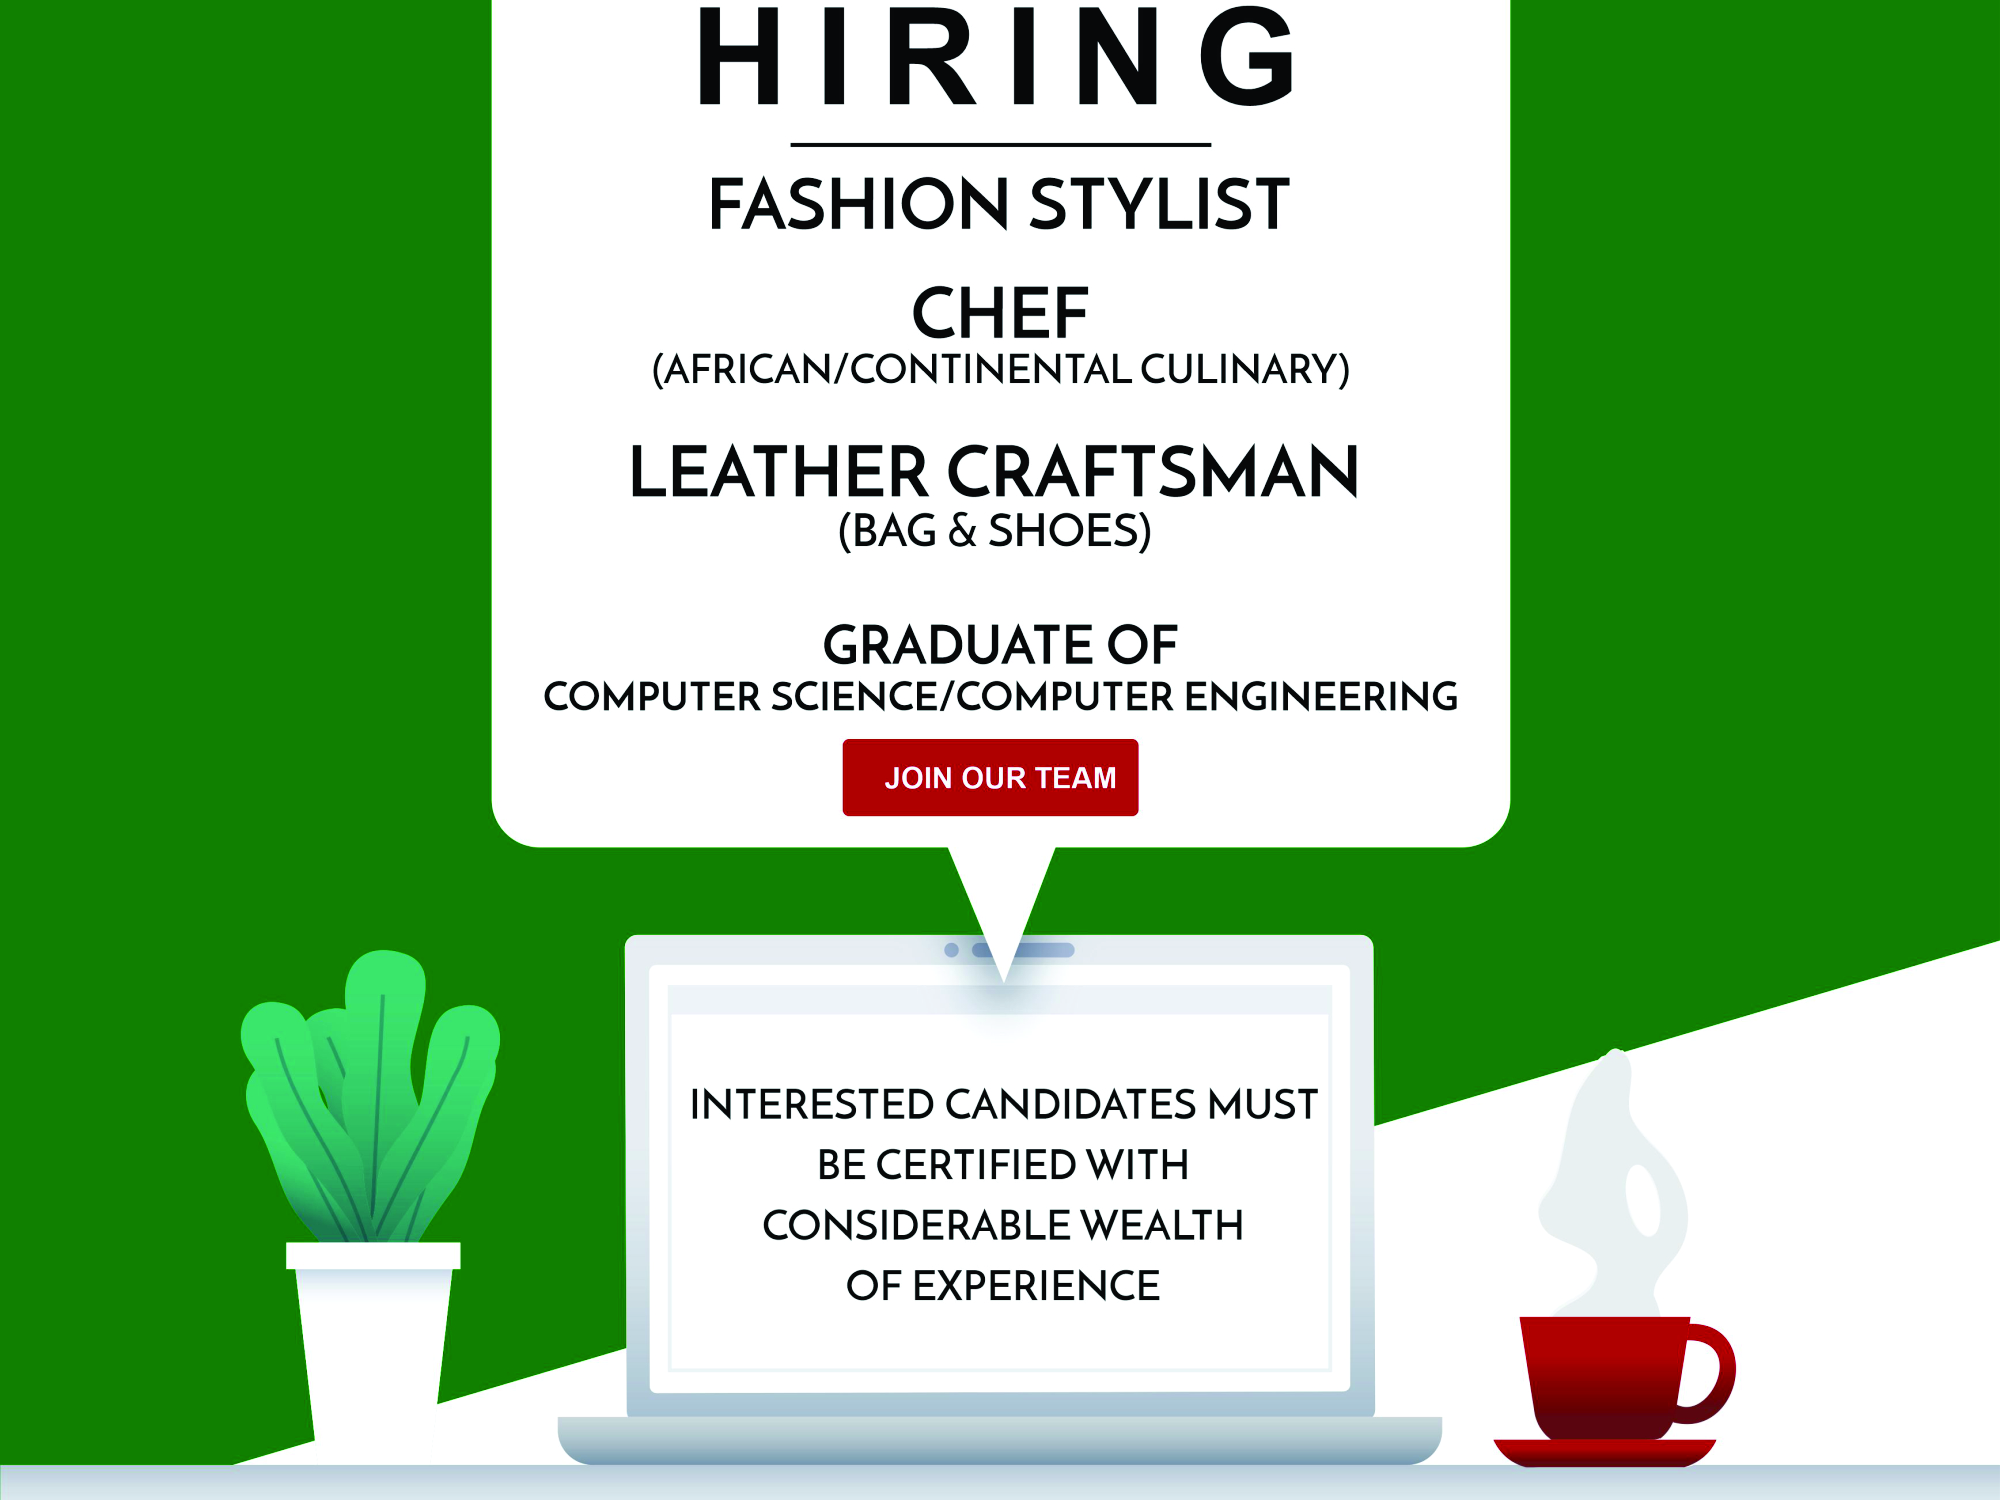 HIRING
FASHION STYLIST
CHEF
(AFRICAN/CONTINENTAL CULINARY)
LEATHER CRAFTSMAN
(BAG & SHOES)
GRADUATE OF
COMPUTER SCIENCE/COMPUTER ENGINEERING
JOIN OUR TEAM
INTERESTED CANDIDATES MUST
BE CERTIFIED WITH
CONSIDERABLE WEALTH
OF EXPERIENCE